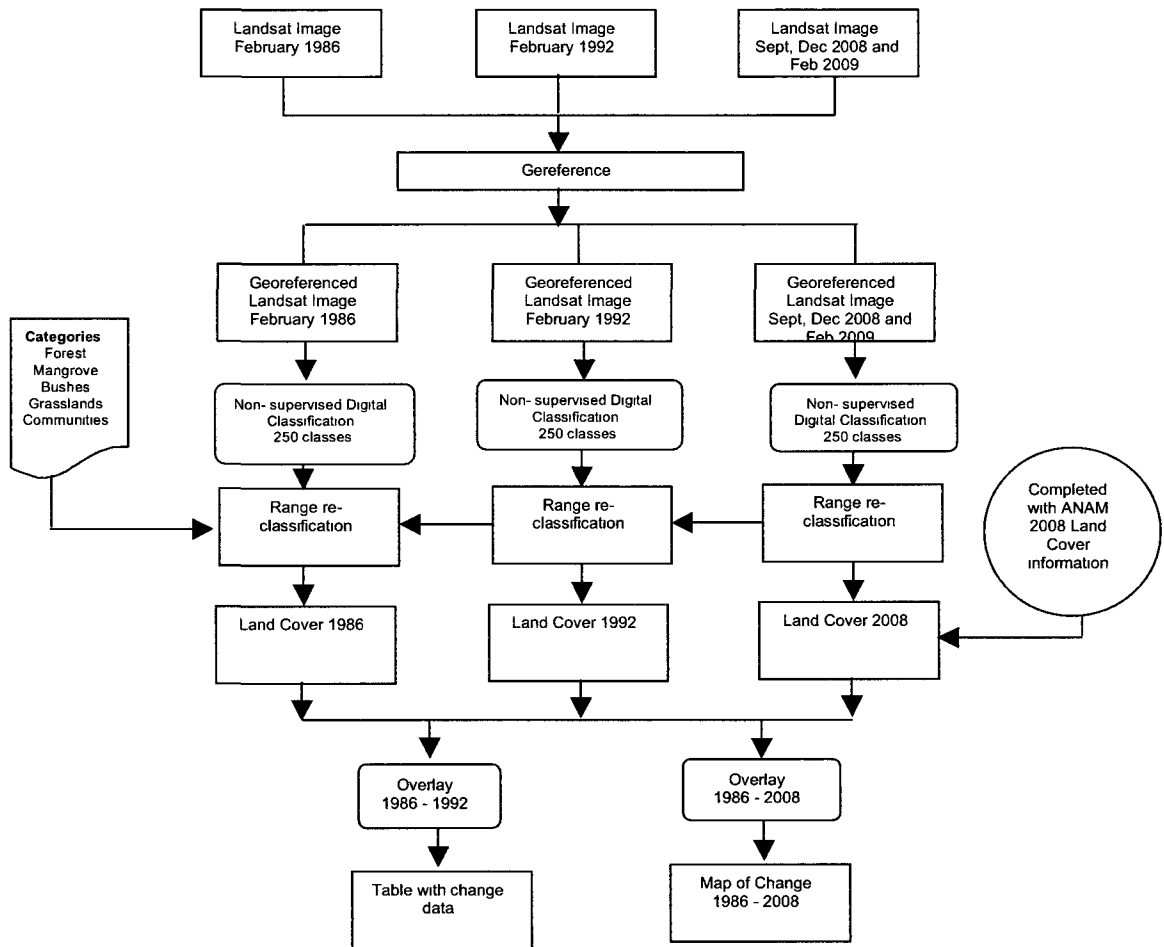 Landsat Image
February 1986
Landsat Image
February 1992
Landsat Image
Sept, Dec 2008 and
Feb 2009
Gereference
Georeferenced
Landsat Image
February 1986
Georeferenced
Landsat Image
February 1992
Georeferenced
Landsat Image
Sept, Dec 2008 and
Feb 2009
Categories
Forest
Mangrove
Bushes
Grasslands
Communities
Non- supervised Digital
Classification
250 classes
Non- supervised Digital
Classification
250 classes
Non- supervised
Digital Classification
250 classes
Range re-
classification
Range re-
classification
Range re-
classification
Completed
with ANAM
2008 Land
Cover
information
Land Cover 1986
Land Cover 1992
Land Cover 2008
Overlay
1986 - 1992
Overlay
1986 - 2008
Table with change
data
Map of Change
1986 - 2008